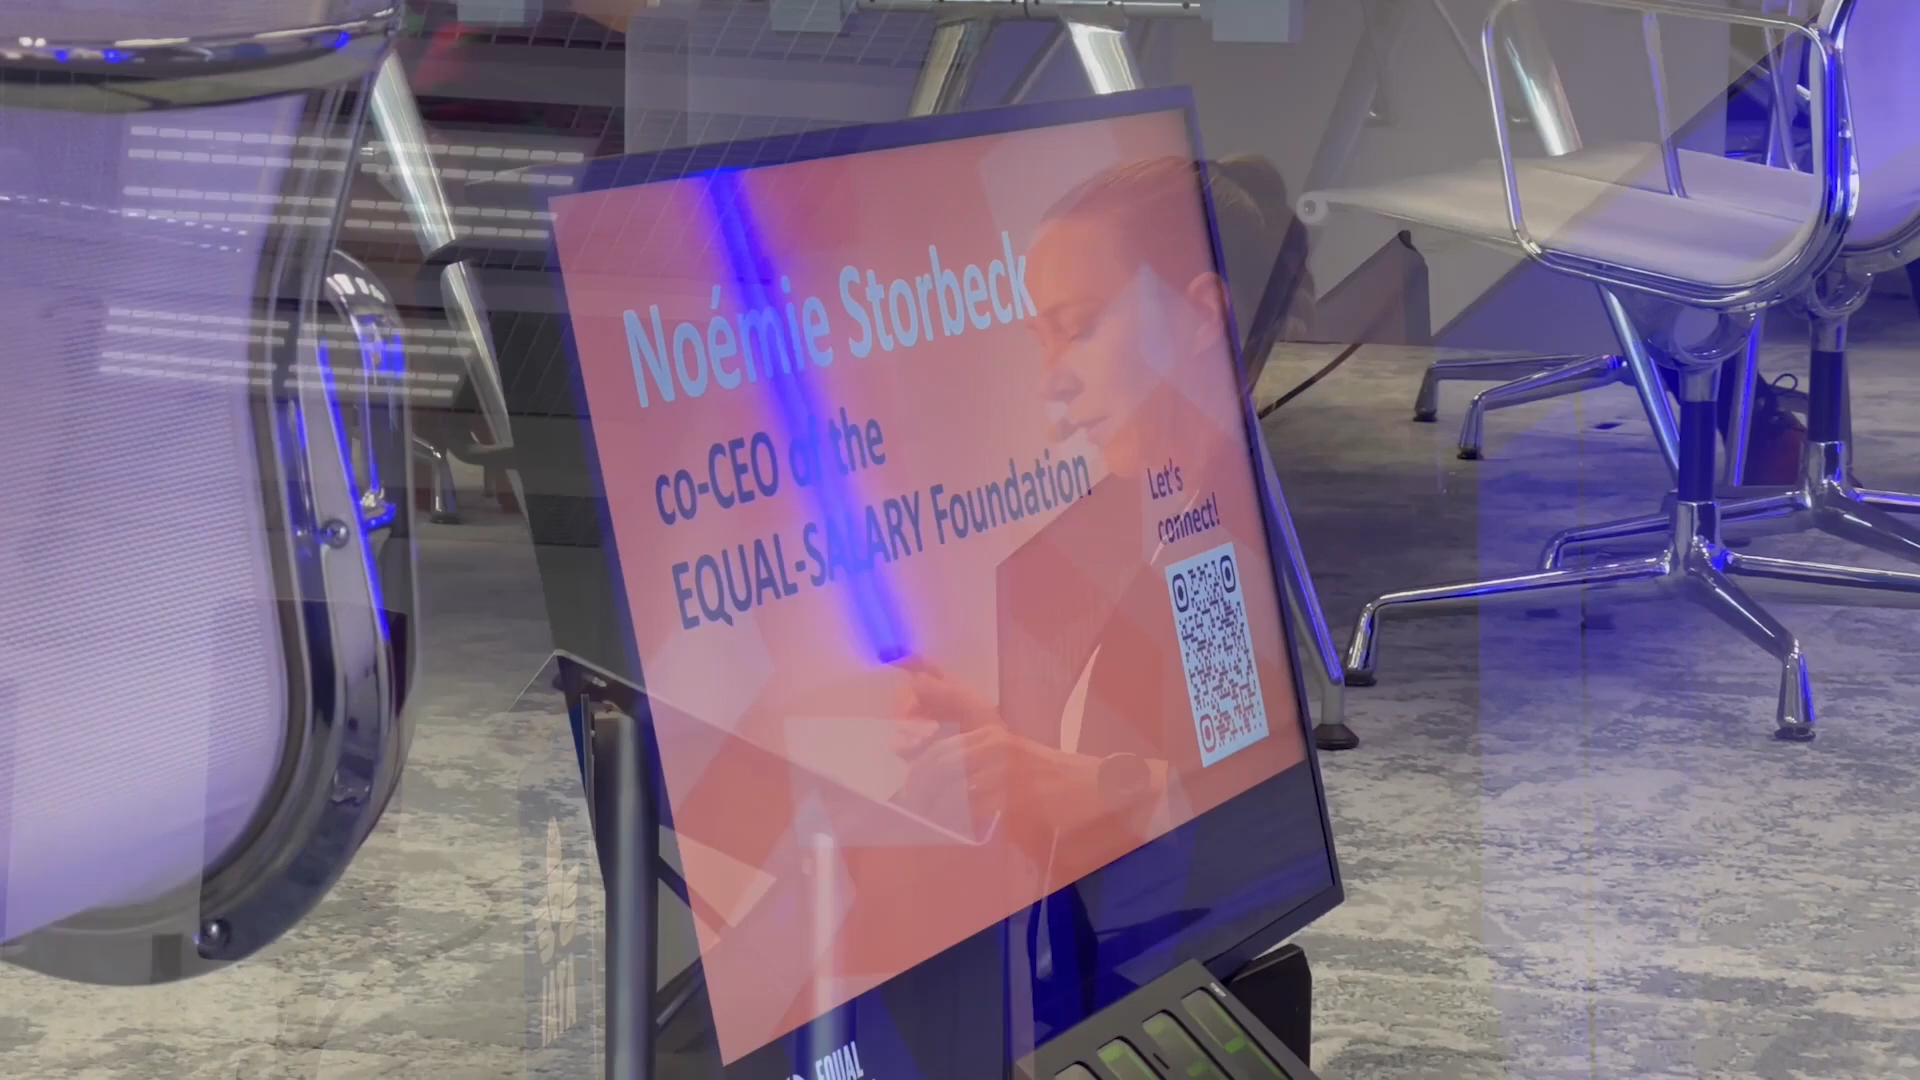 Noémie Storbeck
co-CEO of the
EQUAL-SALARY Foundation
Let's
connect!
EQUAL